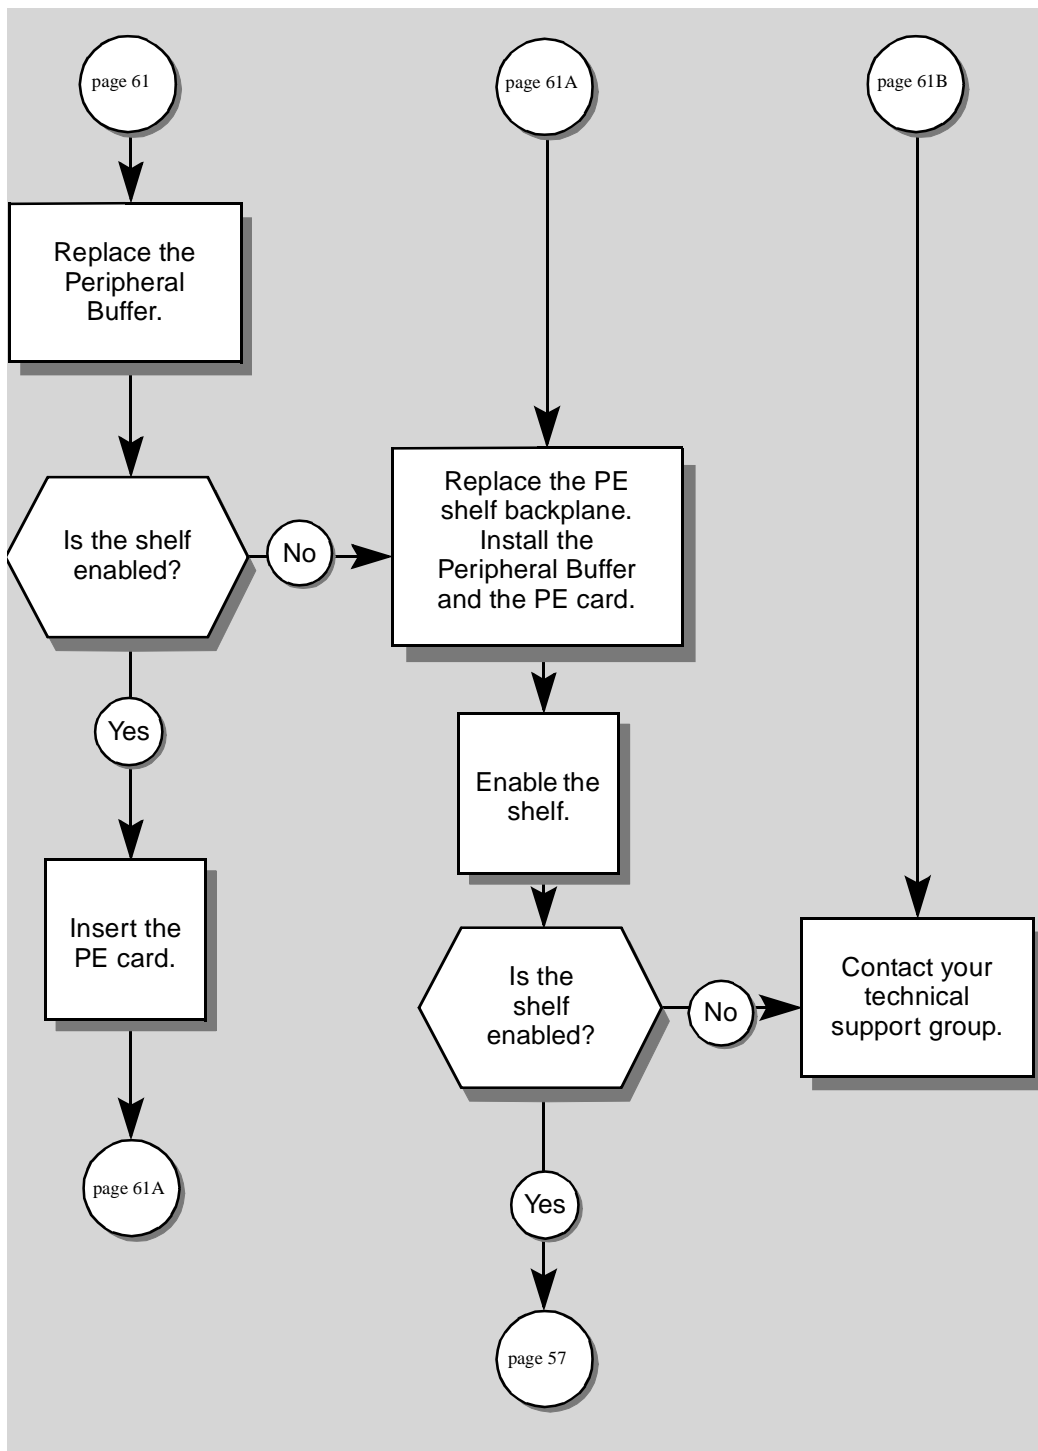 page 61
page 61A
page 61B
Replace the
Peripheral
Buffer.
Is the shelf
enabled?
No
Replace the PE
shelf backplane.
Install the
Peripheral Buffer
and the PE card.
Yes
Enable the
shelf.
Insert the
PE card.
Is the
shelf
enabled?
No
Contact your
technical
support group.
page 61A
Yes
page 57